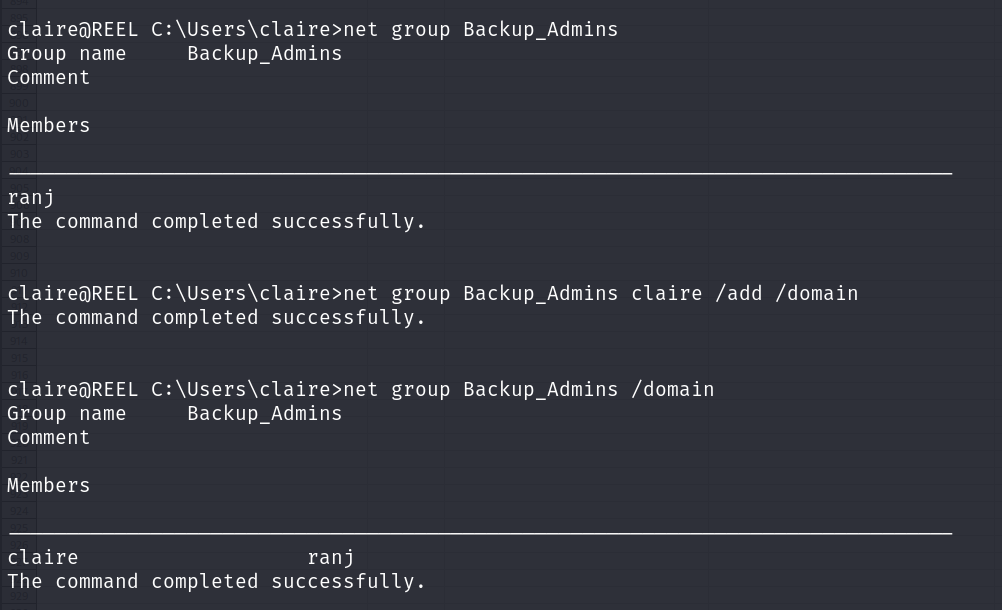 claire@REEL C:\Users\claire>net group Backup_Admins
Group name     Backup_Admins
Comment
Members
ranj
The command completed successfully.
claire@REEL C:\Users\claire>net group Backup_Admins claire /add /domain
The command completed successfully.
claire@REEL C:\Users\claire>net group Backup_Admins /domain
Group name     Backup_Admins
Comment
Members
claire                   ranj
The command completed successfully.